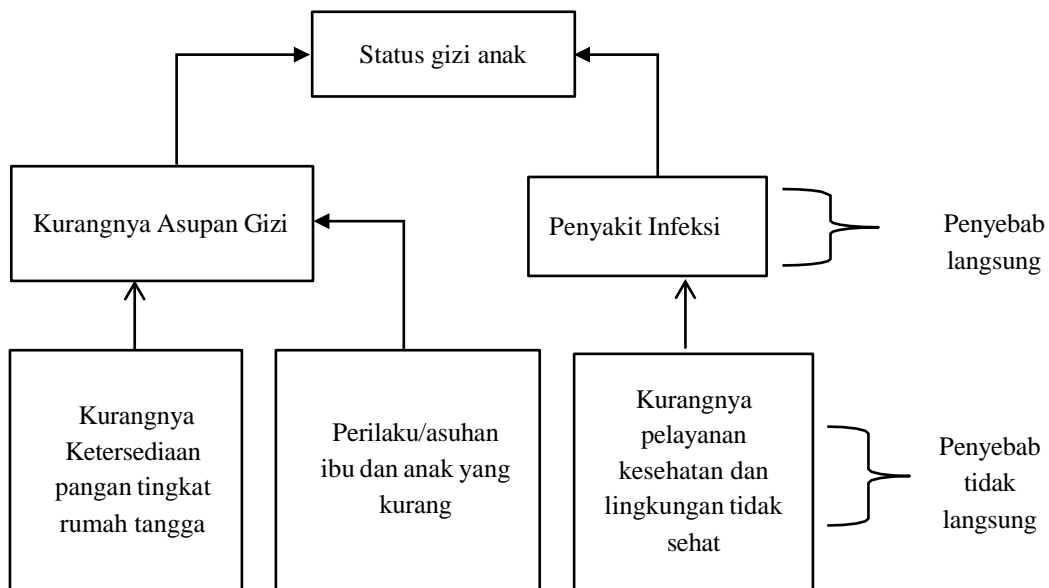 Status gizi anak
Kurangnya Asupan Gizi
Penyakit Infeksi
Penyebab
langsung
Kurangnya
Ketersediaan
pangan tingkat
rumah tangga
Perilaku/asuhan
ibu dan anak yang
kurang
Kurangnya
pelayanan
kesehatan dan
lingkungan tidak
sehat
Penyebab
tidak
langsung